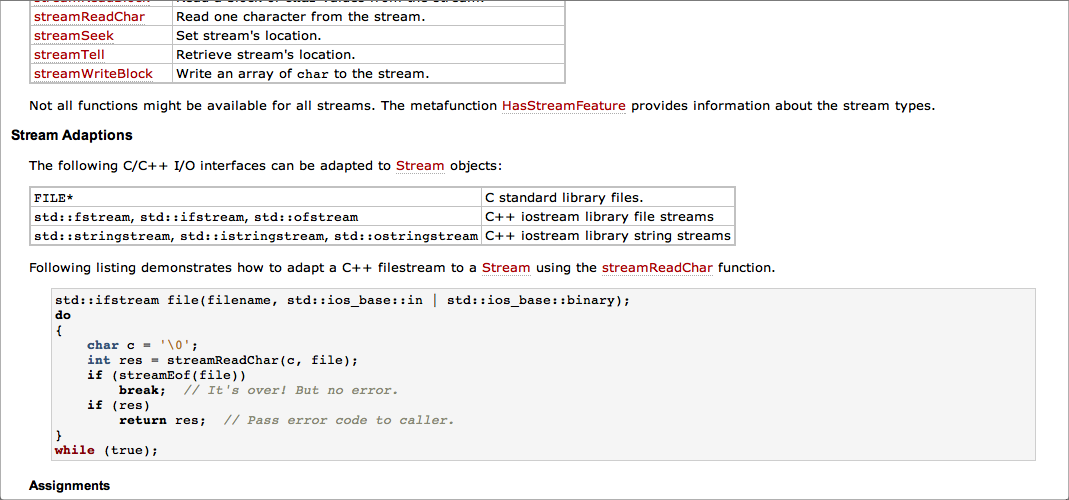 streamReadChar Read one character from the stream.
streamSeek Set stream's location.
streamTell Retrieve stream's location.
streamWriteBlock Write an array of char to the stream.
Not all functions might be available for all streams. The metafunction HasStreamFeature provides information about the stream types.
Stream Adaptions
The following C/C++ I/O interfaces can be adapted to Stream objects:
FILE* C standard library files.
std::fstream, std::ifstream, std::ofstream C++ iostream library file streams
std::stringstream, std::istringstream, std::ostringstream C++ iostream library string streams
Following listing demonstrates how to adapt a C++ filestream to a Stream using the streamReadChar function.
std::ifstream file(filename, std::ios_base::in | std::ios_base::binary);
do
{
    char c = '\0';
    int res = streamReadChar(c, file);
    if (streamEof(file))
        break;  // It's over! But no error.
    if (res)
        return res;  // Pass error code to caller.
}
while (true);
Assignments